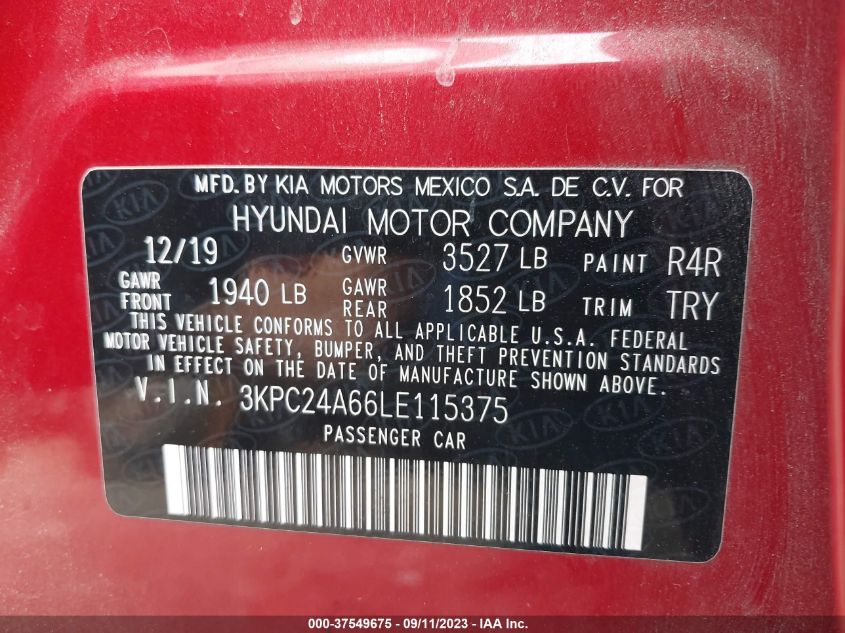 MFD. BY KIA MOTORS MEXICO S.A. DE C.V. FOR
HYUNDAI MOTOR COMPANY
12/19 GVWR 3527 LB PAINT R4R
GAWR FRONT 1940 LB GAWR REAR 1852 LB TRIM TRY
THIS VEHICLE CONFORMS TO ALL APPLICABLE U.S.A. FEDERAL
MOTOR VEHICLE SAFETY, BUMPER, AND THEFT PREVENTION STANDARDS
IN EFFECT ON THE DATE OF MANUFACTURE SHOWN ABOVE.
V.I.N. 3KPC24A66LE115375
PASSENGER CAR
000-37549675 - 09/11/2023 - IAA Inc.